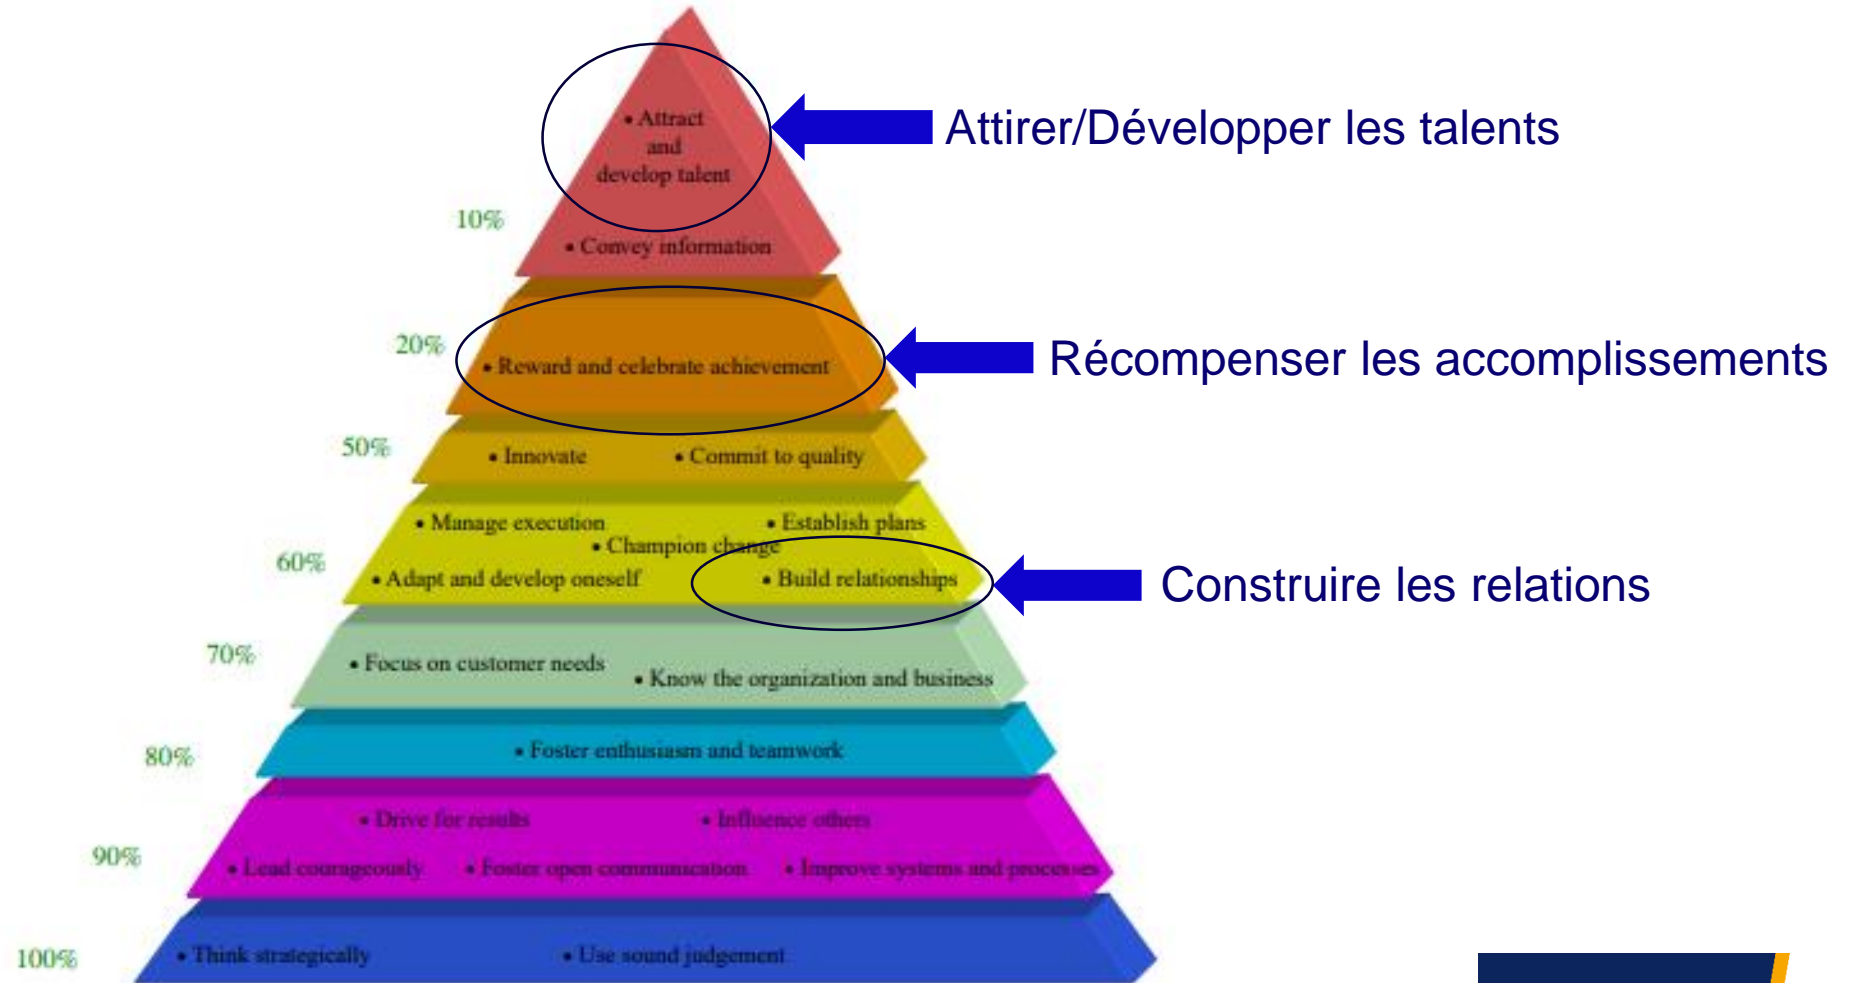 • Attract
and
develop talent
Attirer/Développer les talents
10%
• Convey information
20%
• Reward and celebrate achievement
Récompenser les accomplissements
50%
• Innovate • Commit to quality
• Manage execution • Establish plans
• Champion change
60%
• Adapt and develop oneself • Build relationships
Construire les relations
70%
• Focus on customer needs
• Know the organization and business
80%
• Foster enthusiasm and teamwork
• Drive for results • Influence others
90%
• Lead courageously • Foster open communication • Improve systems and processes
100%
• Think strategically • Use sound judgement